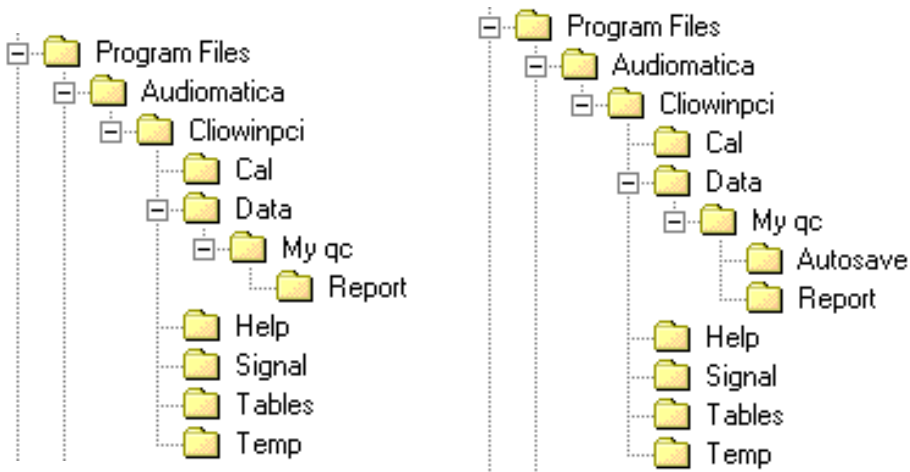 Program Files
Audiomatica
Cliowinpci
Cal
Data
My qc
Report
Help
Signal
Tables
Temp
Program Files
Audiomatica
Cliowinpci
Cal
Data
My qc
Autosave
Report
Help
Signal
Tables
Temp